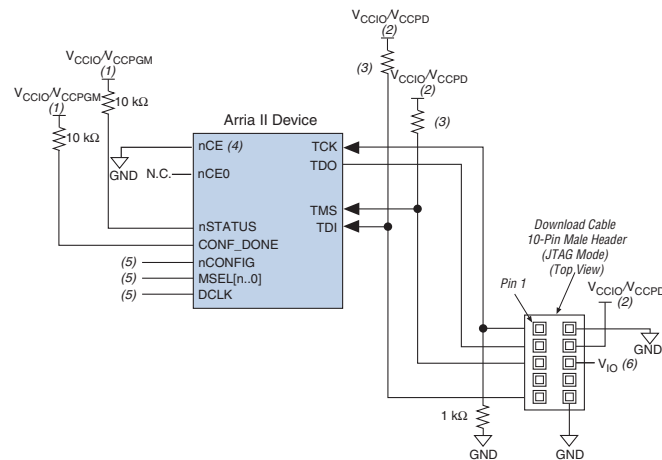 VCCIO/VCCPD
(2)
(3)
VCCIO/VCCPD
(2)
(3)
VCCIO/VCCPGM
(1)
VCCIO/VCCPGM
(1)
10 kΩ
10 kΩ
Arria II Device
nCE (4)
TCK
GND
TDO
N.C.
nCE0
TMS
nSTATUS
TDI
CONF_DONE
(5) nCONFIG
(5) MSEL[n..0]
(5) DCLK
Download Cable
10-Pin Male Header
(JTAG Mode)
(Top View)
Pin 1
VCCIO/VCCPD
(2)
GND
VIO (6)
1 kΩ
GND
GND